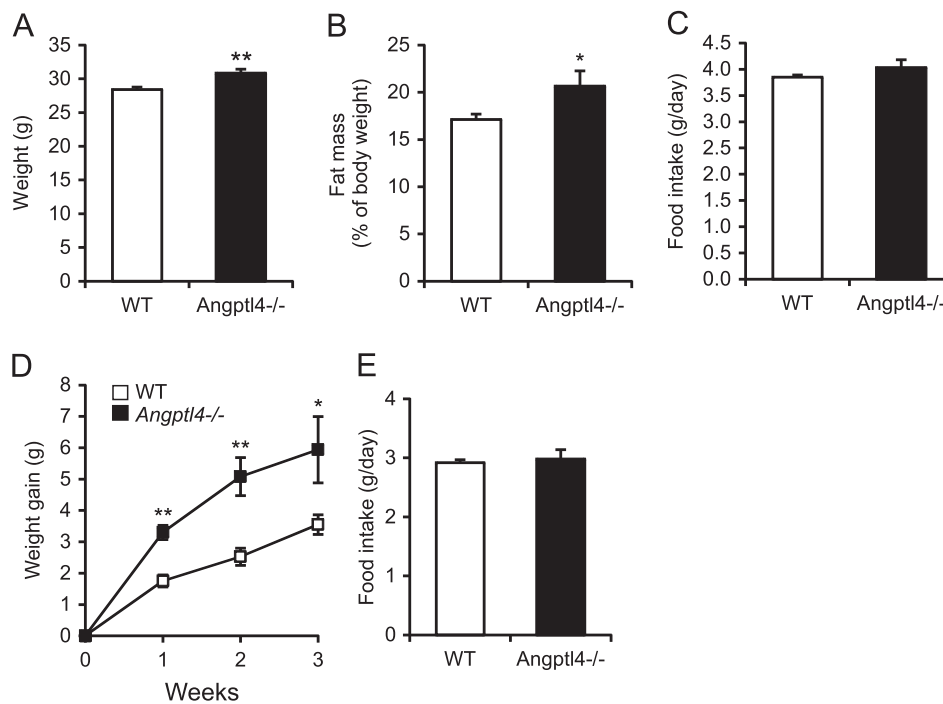 A
35
30
25
20
15
10
5
0
Weight (g)
**
WT
Angptl4-/-
B
25
20
15
10
5
0
Fat mass
(% of body weight)
*
WT
Angptl4-/-
C
4.5
4.0
3.5
3.0
2.5
2.0
1.5
1.0
0.5
0.0
Food intake (g/day)
WT
Angptl4-/-
D
8
7
6
5
4
3
2
1
0
Weight gain (g)
WT
Angptl4-/-
**
**
*
0 1 2 3
Weeks
E
4
3
2
1
0
Food intake (g/day)
WT
Angptl4-/-